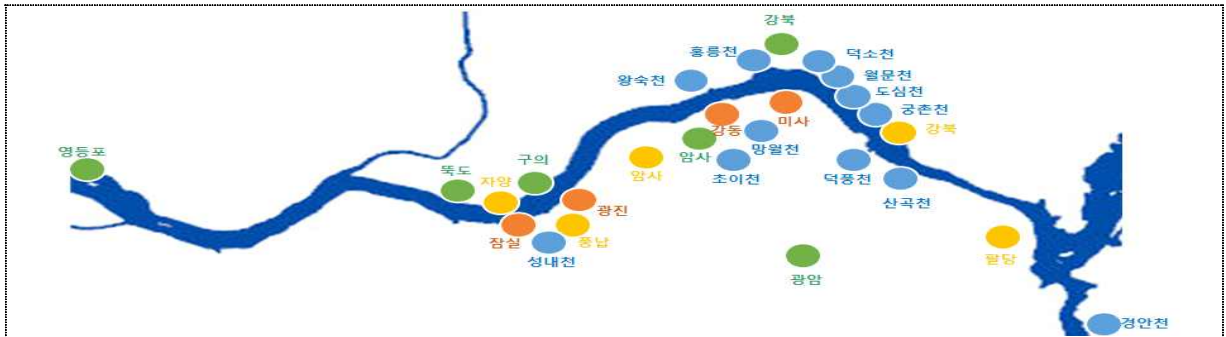 강북
홍릉천
덕소천
왕숙천
월문천
도심천
궁촌천
미사
강동
강북
영등포
구의
암사
망월천
뚝도
자양
암사
초이천
덕풍천
산곡천
광진
잠실
풍납
성내천
팔당
광암
경안천